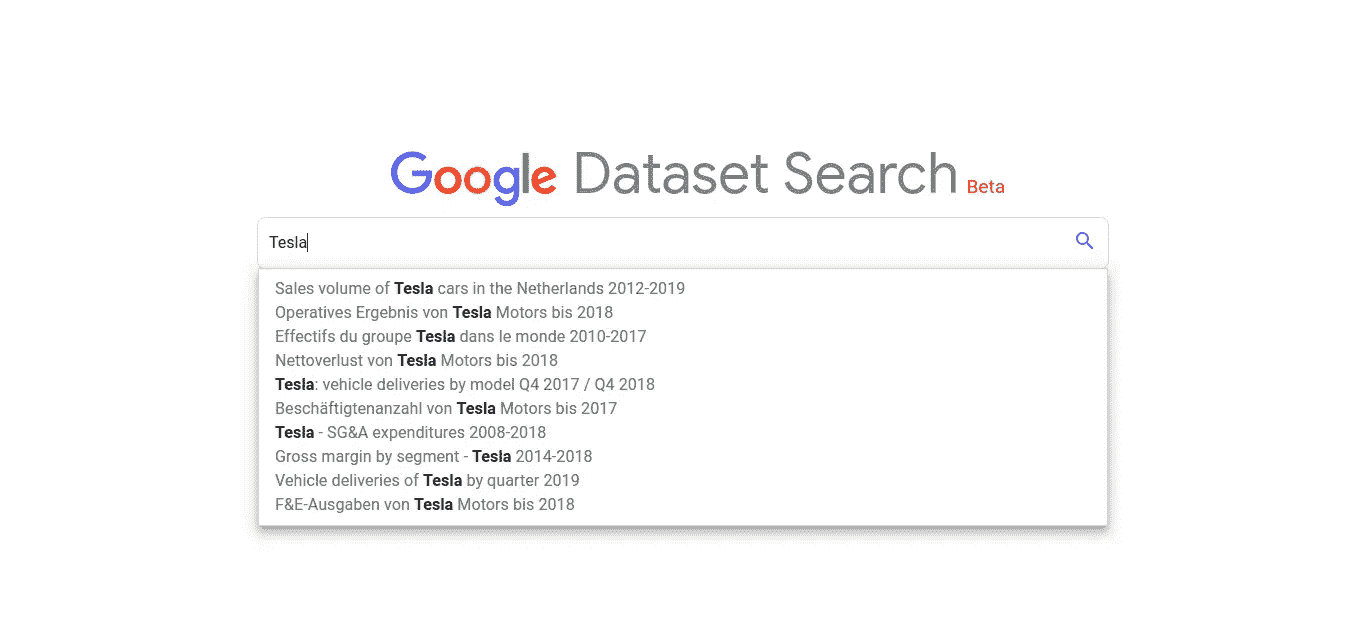 Google Dataset Search Beta
Tesla
Sales volume of Tesla cars in the Netherlands 2012-2019
Operatives Ergebnis von Tesla Motors bis 2018
Effectifs du groupe Tesla dans le monde 2010-2017
Nettoverlust von Tesla Motors bis 2018
Tesla: vehicle deliveries by model Q4 2017 / Q4 2018
Beschäftigtenanzahl von Tesla Motors bis 2017
Tesla - SG&A expenditures 2008-2018
Gross margin by segment - Tesla 2014-2018
Vehicle deliveries of Tesla by quarter 2019
F&E-Ausgaben von Tesla Motors bis 2018